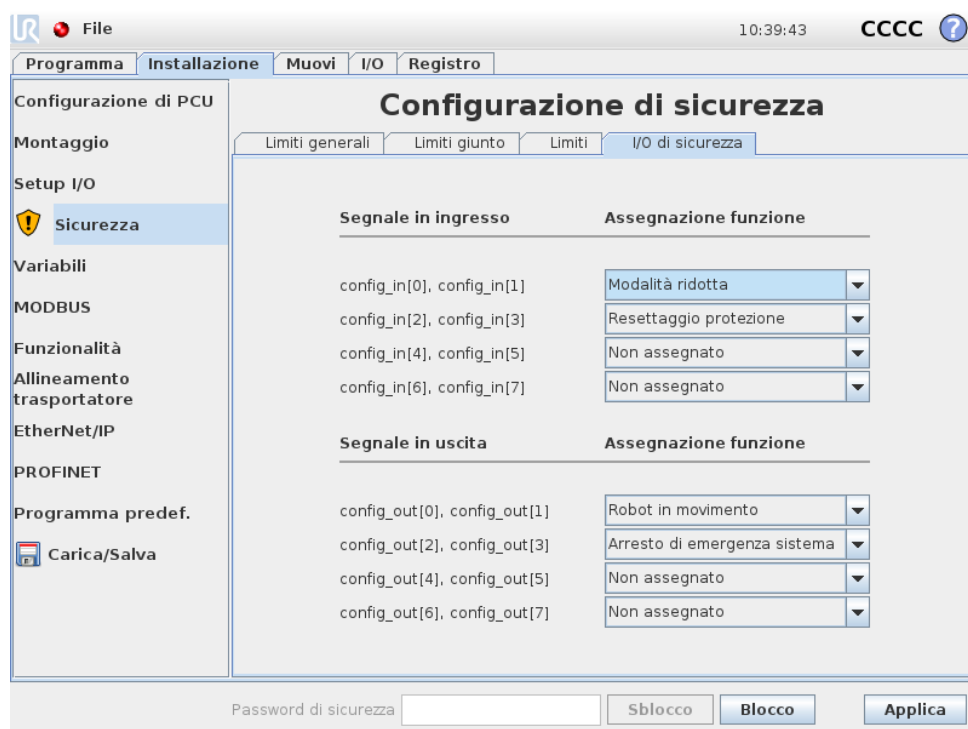 UR File 10:39:43 CCCC ?
Programma Installazione Muovi I/O Registro
Configurazione di PCU
Montaggio
Setup I/O
Sicurezza
Variabili
MODBUS
Funzionalità
Allineamento
trasportatore
EtherNet/IP
PROFINET
Programma predef.
Carica/Salva
Configurazione di sicurezza
Limiti generali Limiti giunto Limiti I/O di sicurezza
Segnale in ingresso Assegnazione funzione
config_in[0], config_in[1] Modalità ridotta
config_in[2], config_in[3] Resettaggio protezione
config_in[4], config_in[5] Non assegnato
config_in[6], config_in[7] Non assegnato
Segnale in uscita Assegnazione funzione
config_out[0], config_out[1] Robot in movimento
config_out[2], config_out[3] Arresto di emergenza sistema
config_out[4], config_out[5] Non assegnato
config_out[6], config_out[7] Non assegnato
Password di sicurezza Sblocco Blocco Applica